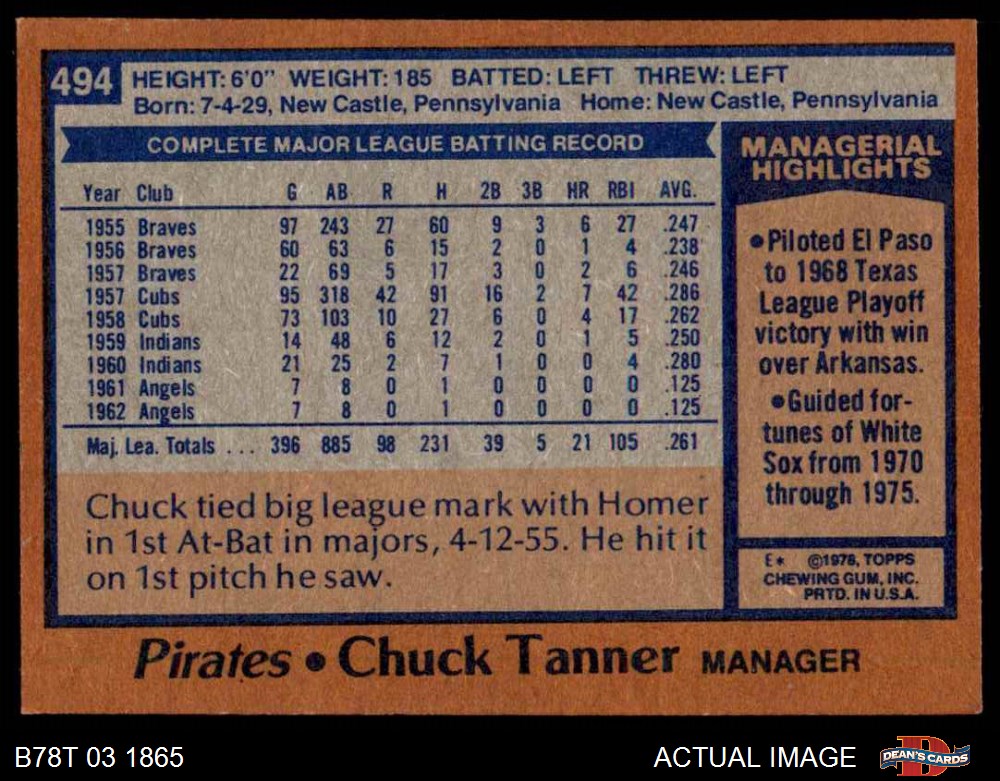 494
HEIGHT: 6'0" WEIGHT: 185 BATTED: LEFT THREW: LEFT
Born: 7-4-29, New Castle, Pennsylvania Home: New Castle, Pennsylvania
COMPLETE MAJOR LEAGUE BATTING RECORD
Year Club G AB R H 2B 3B HR RBI AVG.
1955 Braves 97 243 27 60 9 3 6 27 .247
1956 Braves 60 63 6 15 2 0 1 4 .238
1957 Braves 22 69 5 17 3 0 2 6 .246
1957 Cubs 95 318 42 91 16 2 7 42 .286
1958 Cubs 73 103 10 27 6 0 4 17 .262
1959 Indians 14 48 6 12 2 0 1 5 .250
1960 Indians 21 25 2 7 1 0 0 4 .280
1961 Angels 7 8 0 1 0 0 0 0 .125
1962 Angels 7 8 0 1 0 0 0 0 .125
Maj. Lea. Totals ... 396 885 98 231 39 5 21 105 .261
Chuck tied big league mark with Homer
in 1st At-Bat in majors, 4-12-55. He hit it
on 1st pitch he saw.
MANAGERIAL
HIGHLIGHTS
•Piloted El Paso
to 1968 Texas
League Playoff
victory with win
over Arkansas.
•Guided for-
tunes of White
Sox from 1970
through 1975.
E* ©1978, TOPPS
CHEWING GUM, INC.
PRTD. IN U.S.A.
Pirates • Chuck Tanner MANAGER
B78T 03 1865
ACTUAL IMAGE
DEAN'S CARDS